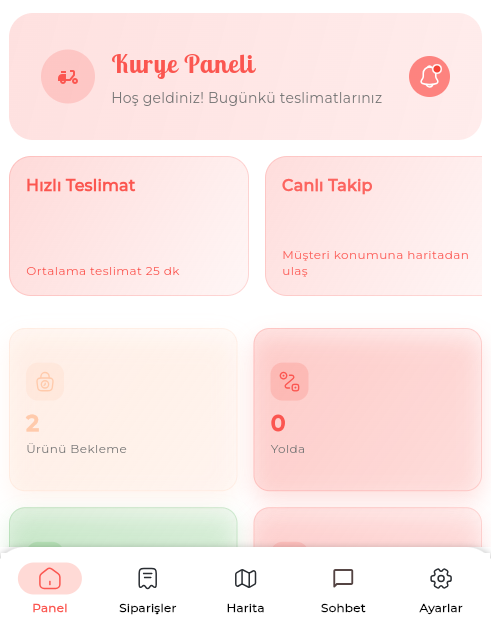 Kurye Paneli
Hoş geldiniz! Bugünkü teslimatlarınız
Hızlı Teslimat
Ortalama teslimat 25 dk
Canlı Takip
Müşteri konumuna haritadan
ulaş
2
Ürünü Bekleme
0
Yolda
Panel
Siparişler
Harita
Sohbet
Ayarlar